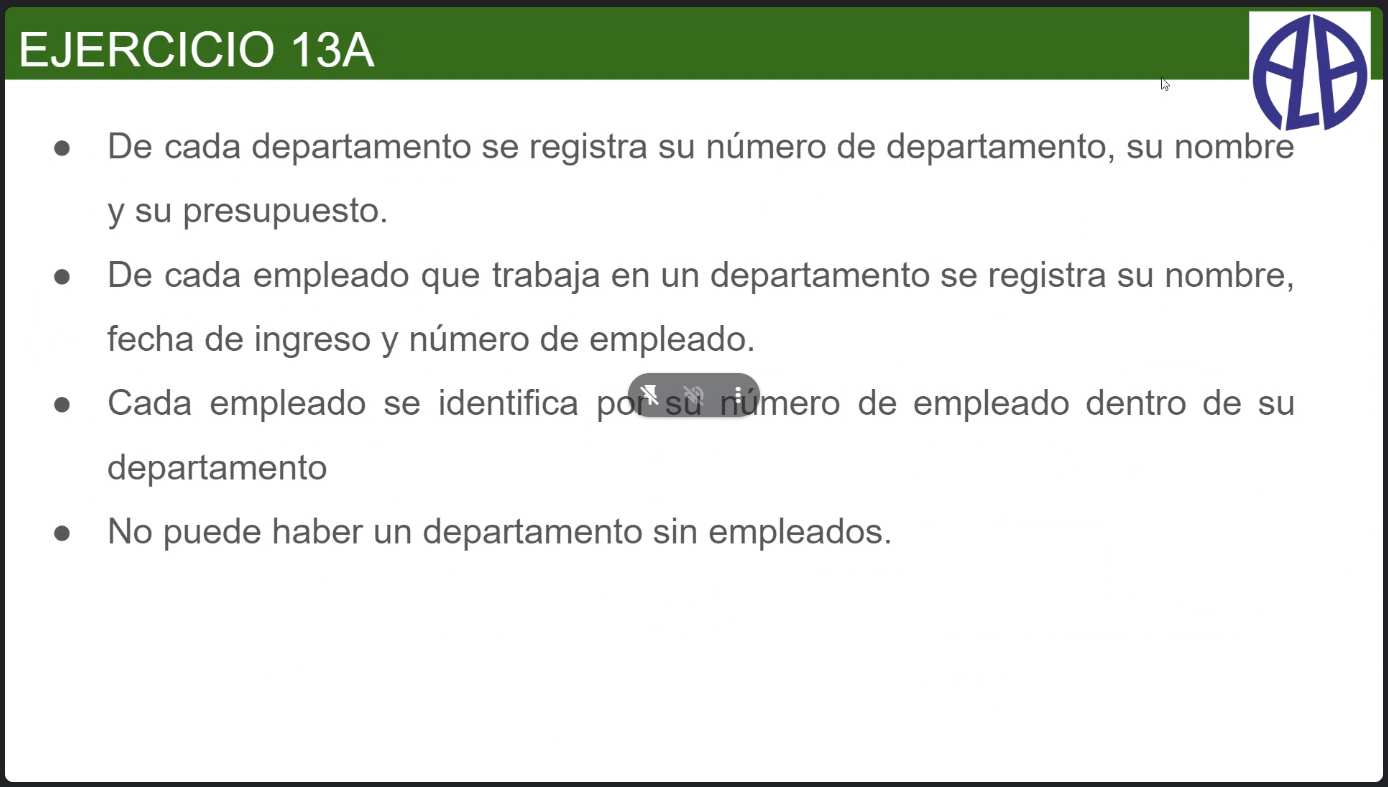 EJERCICIO 13A
● De cada departamento se registra su número de departamento, su nombre
y su presupuesto.
● De cada empleado que trabaja en un departamento se registra su nombre,
fecha de ingreso y número de empleado.
● Cada empleado se identifica por su número de empleado dentro de su
departamento
● No puede haber un departamento sin empleados.